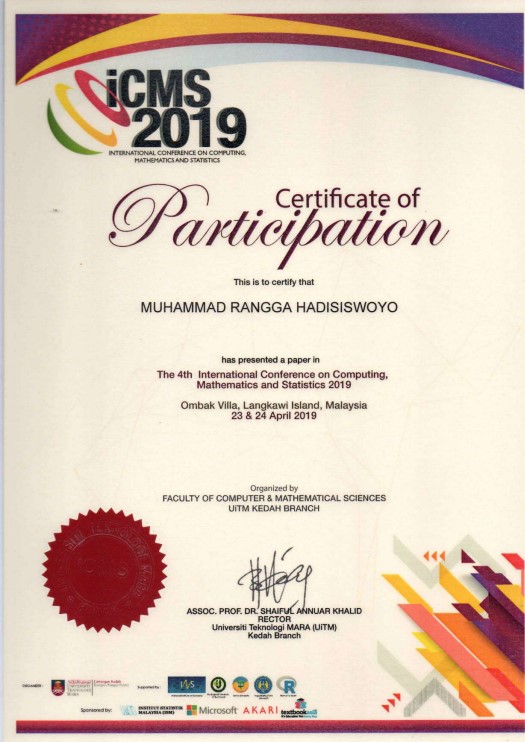 iCMS
2019
INTERNATIONAL CONFERENCE ON COMPUTING,
MATHEMATICS AND STATISTICS
Certificate of
Participation
This is to certify that
MUHAMMAD RANGGA HADISISWOYO
has presented a paper in
The 4th International Conference on Computing,
Mathematics and Statistics 2019
Ombak Villa, Langkawi Island, Malaysia
23 & 24 April 2019
Organized by
FACULTY OF COMPUTER & MATHEMATICAL SCIENCES
UiTM KEDAH BRANCH
ASSOC. PROF. DR. SHAIFUL ANNUAR KHALID
RECTOR
Universiti Teknologi MARA (UiTM)
Kedah Branch
ORGANIZER :
UNIVERSITI
TEKNOLOGI
MARA
Supported by :
R
Sponsored by:
INSTITUT STATISTIK
MALAYSIA (ISM)
Microsoft
AKARI
textbook